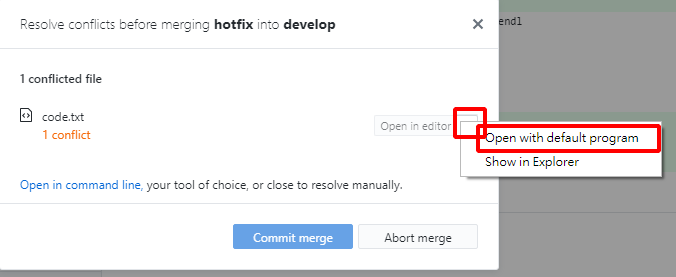 Resolve conflicts before merging hotfix into develop
end1
1 conflicted file
code.txt
1 conflict
Open in editor
Open with default program
Show in Explorer
Open in command line, your tool of choice, or close to resolve manually.
Commit merge
Abort merge